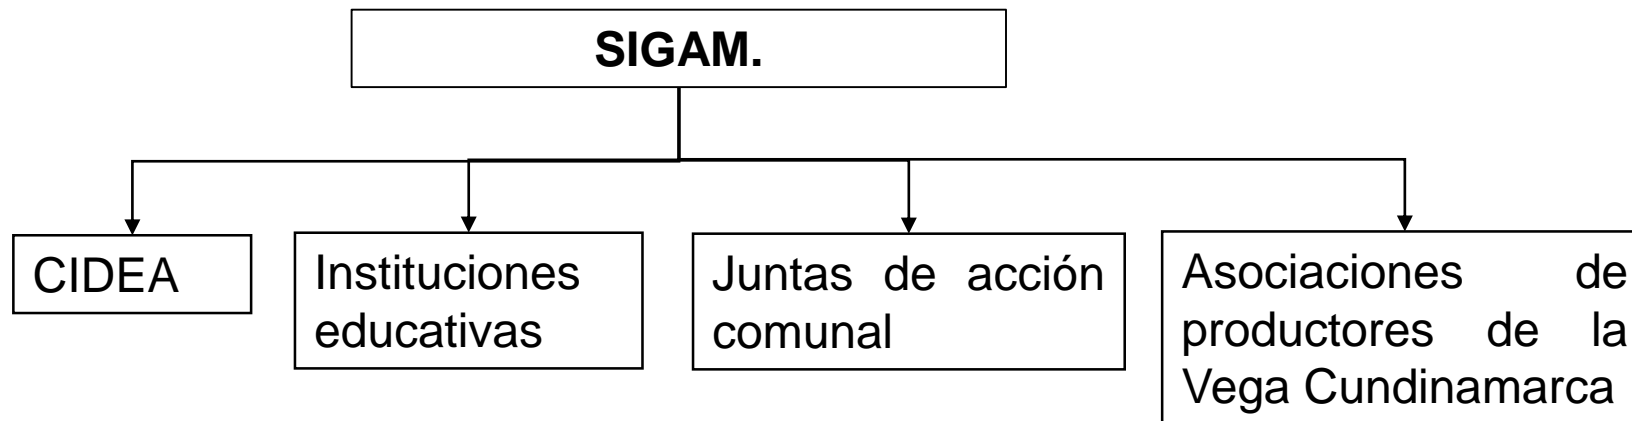 SIGAM.
CIDEA
Instituciones
educativas
Juntas de acción
comunal
Asociaciones de
productores de la
Vega Cundinamarca